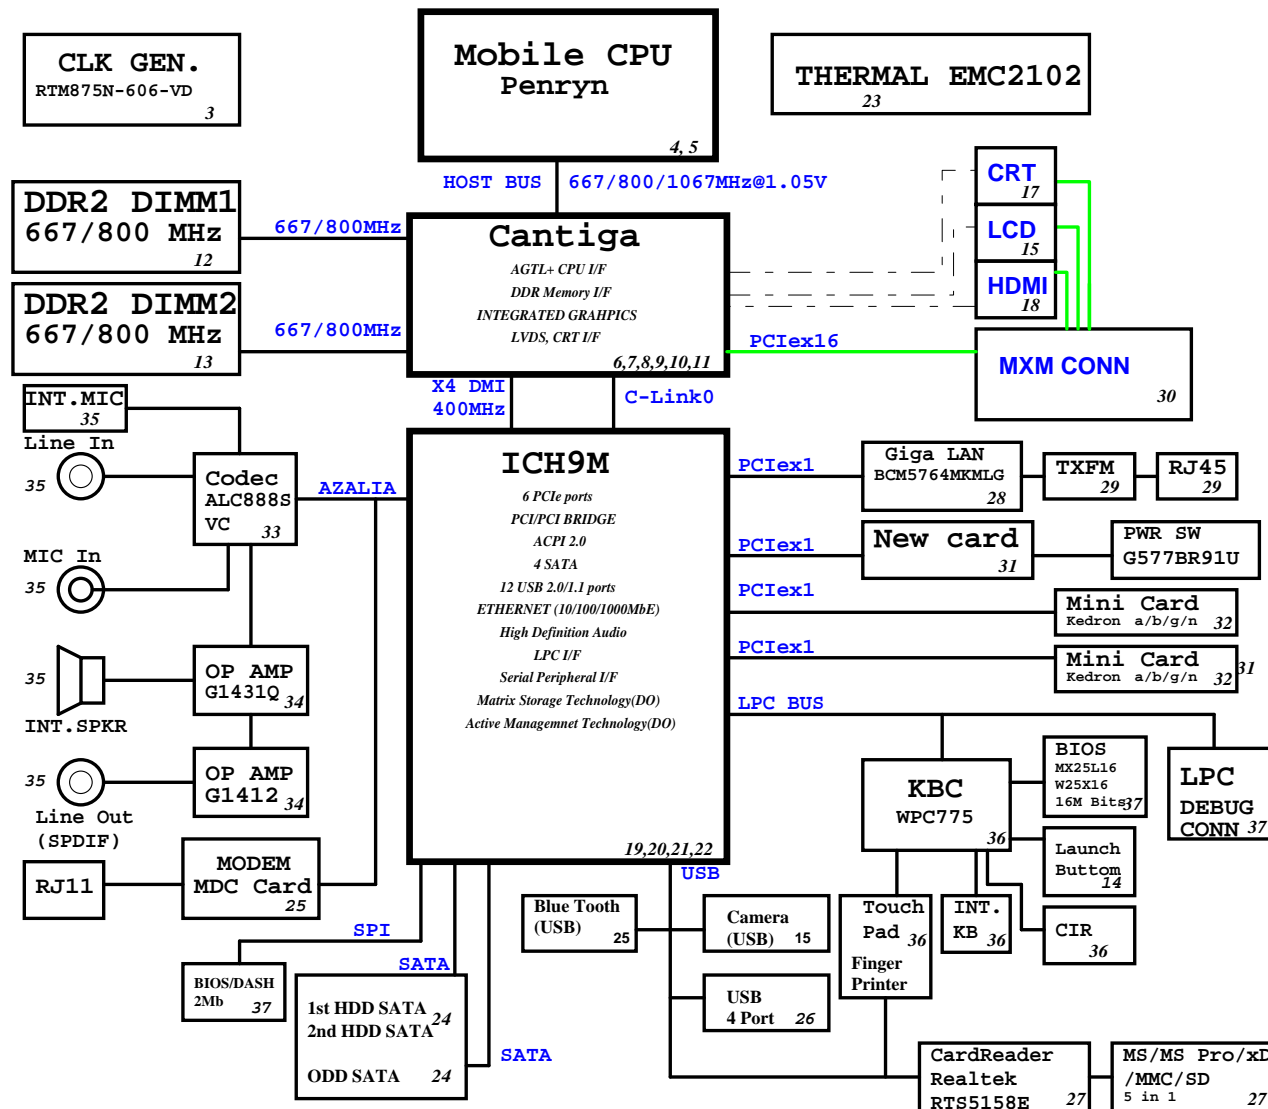 CLK GEN.
RTM875N-606-VD
3
Mobile CPU
Penryn
4, 5
THERMAL EMC2102
23
HOST BUS
667/800/1067MHz@1.05V
DDR2 DIMM1
667/800 MHz
12
667/800MHz
DDR2 DIMM2
667/800 MHz
13
667/800MHz
Cantiga
AGTL+ CPU I/F
DDR Memory I/F
INTEGRATED GRAHPICS
LVDS, CRT I/F
6,7,8,9,10,11
CRT
17
LCD
15
HDMI
18
PCIex16
MXM CONN
30
X4 DMI
400MHz
C-Link0
INT.MIC
35
Line In
35
Codec
ALC888S
VC
33
AZALIA
MIC In
35
35
INT.SPKR
OP AMP
G1431Q
34
35
Line Out
(SPDIF)
OP AMP
G1412
34
RJ11
MODEM
MDC Card
25
ICH9M
6 PCIe ports
PCI/PCI BRIDGE
ACPI 2.0
4 SATA
12 USB 2.0/1.1 ports
ETHERNET (10/100/1000MbE)
High Definition Audio
LPC I/F
Serial Peripheral I/F
Matrix Storage Technology(DO)
Active Managemnet Technology(DO)
19,20,21,22
PCIex1
Giga LAN
BCM5764MKMLG
28
TXFM
29
RJ45
29
PCIex1
New card
31
PWR SW
G577BR91U
PCIex1
Mini Card
Kedron a/b/g/n
32
PCIex1
Mini Card
Kedron a/b/g/n
32
31
LPC BUS
KBC
WPC775
36
BIOS
MX25L16
W25X16
16M Bits
37
LPC
DEBUG
CONN
37
Launch
Buttom
14
Touch
Pad
36
Finger
Printer
INT.
KB
36
CIR
36
USB
Blue Tooth
(USB)
25
Camera
(USB)
15
USB
4 Port
26
SPI
BIOS/DASH
2Mb
37
SATA
1st HDD SATA
24
2nd HDD SATA
ODD SATA
24
SATA
CardReader
Realtek
RTS5158E
27
MS/MS Pro/xD
/MMC/SD
5 in 1
27